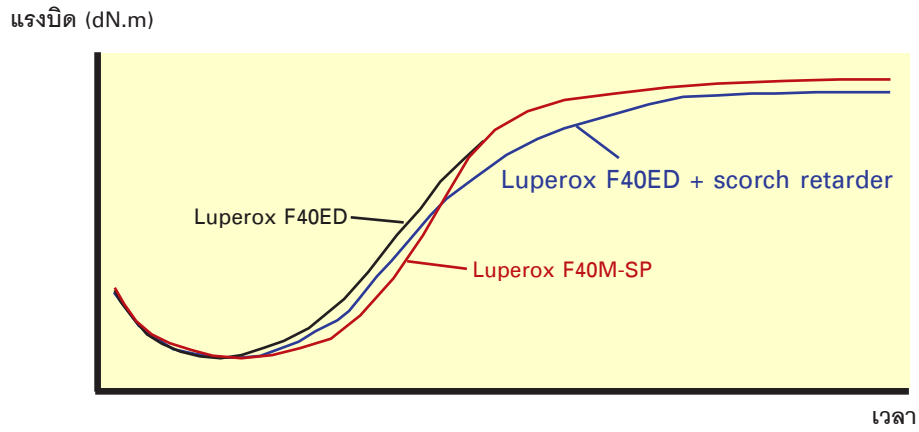 แรงบิด (dN.m)
Luperox F40ED + scorch retarder
Luperox F40ED
Luperox F40M-SP
เวลา